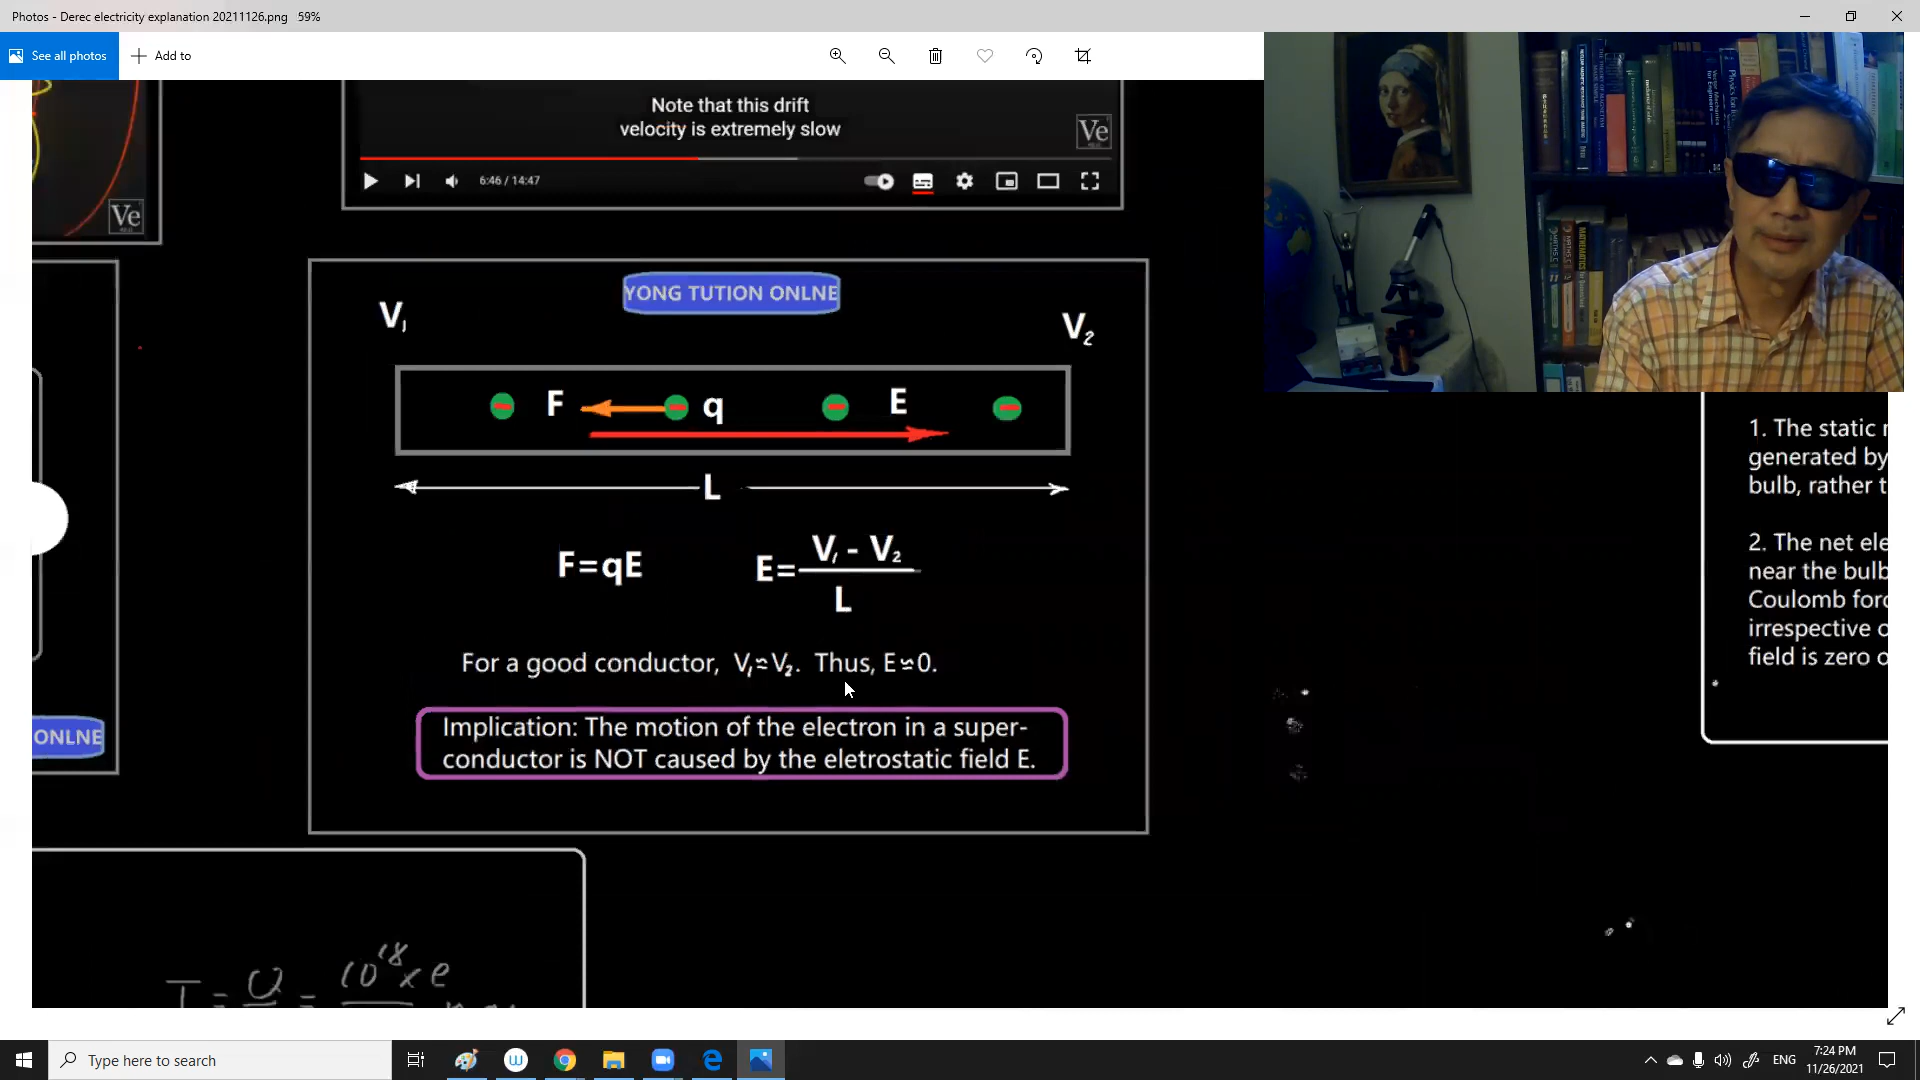 Photos - Derec electricity explanation 20211126.png 59%
See all photos
Add to
Note that this drift
velocity is extremely slow
Ve
6:46 / 14:47
Ve
YONG TUTION ONLNE
V₁
V₂
F q E
L
F=qE
E=
V₁ - V₂
L
For a good conductor, V₁≈V₂. Thus, E≈0.
Implication: The motion of the electron in a super-
conductor is NOT caused by the eletrostatic field E.
ONLNE
1. The static
generated by
bulb, rather t
2. The net ele
near the bulb
Coulomb forc
irrespective o
field is zero o
10¹⁸xe
Type here to search
ENG
7:24 PM
11/26/2021